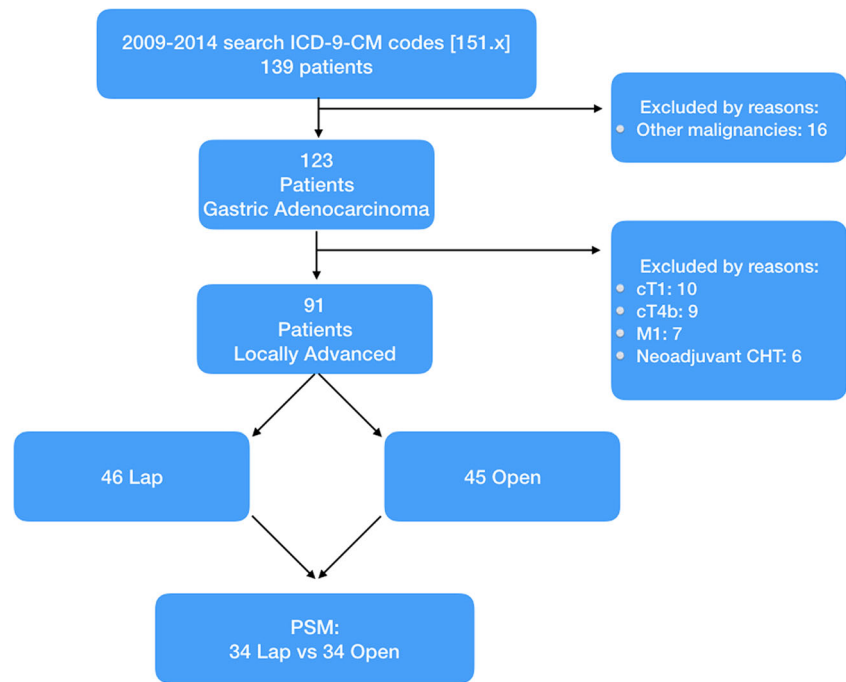 2009-2014 search ICD-9-CM codes [151.x]
139 patients
Excluded by reasons:
Other malignancies: 16
123
Patients
Gastric Adenocarcinoma
Excluded by reasons:
cT1: 10
cT4b: 9
M1: 7
Neoadjuvant CHT: 6
91
Patients
Locally Advanced
46 Lap
45 Open
PSM:
34 Lap vs 34 Open